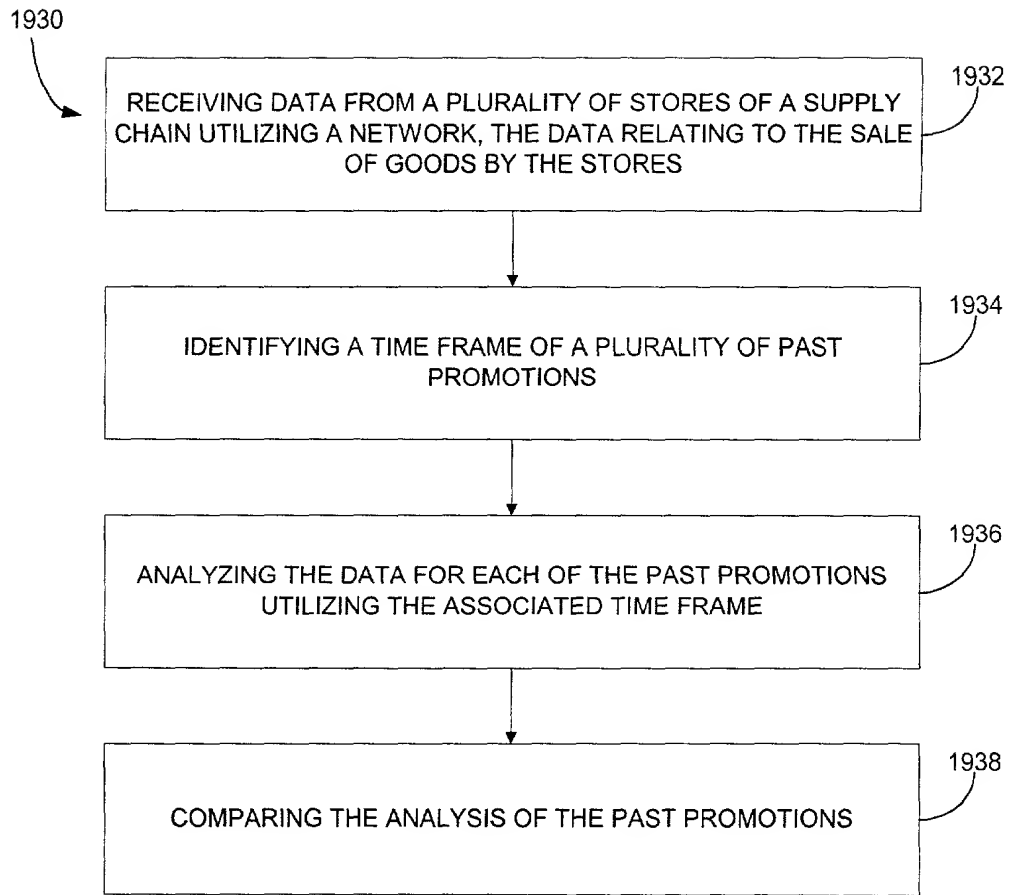 1930
1932
RECEIVING DATA FROM A PLURALITY OF STORES OF A SUPPLY
CHAIN UTILIZING A NETWORK, THE DATA RELATING TO THE SALE
OF GOODS BY THE STORES
1934
IDENTIFYING A TIME FRAME OF A PLURALITY OF PAST
PROMOTIONS
1936
ANALYZING THE DATA FOR EACH OF THE PAST PROMOTIONS
UTILIZING THE ASSOCIATED TIME FRAME
1938
COMPARING THE ANALYSIS OF THE PAST PROMOTIONS